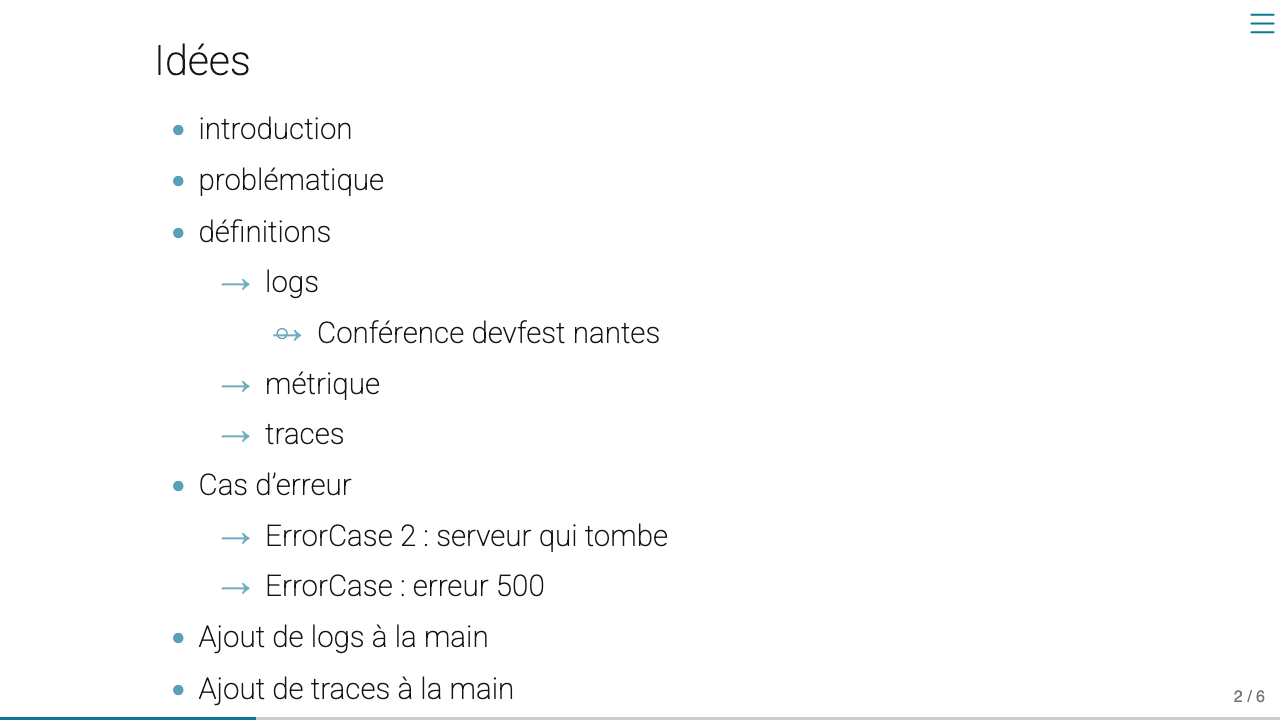 Idées
introduction
problématique
définitions
logs
Conférence devfest nantes
métrique
traces
Cas d’erreur
ErrorCase 2 : serveur qui tombe
ErrorCase : erreur 500
Ajout de logs à la main
Ajout de traces à la main
2 / 6